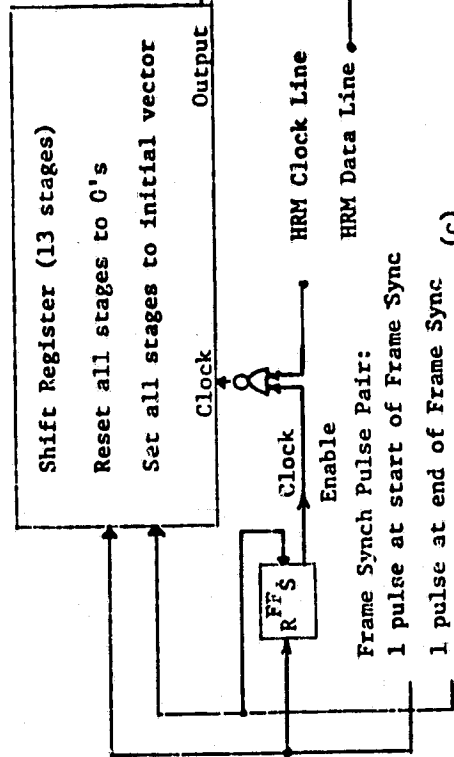 Shift Register (13 stages)
Reset all stages to 0's
Set all stages to initial vector
Clock
Output
R FF S
Clock
Enable
HRM Clock Line
HRM Data Line
Frame Synch Pulse Pair:
1 pulse at start of Frame Sync
1 pulse at end of Frame Sync
(c)